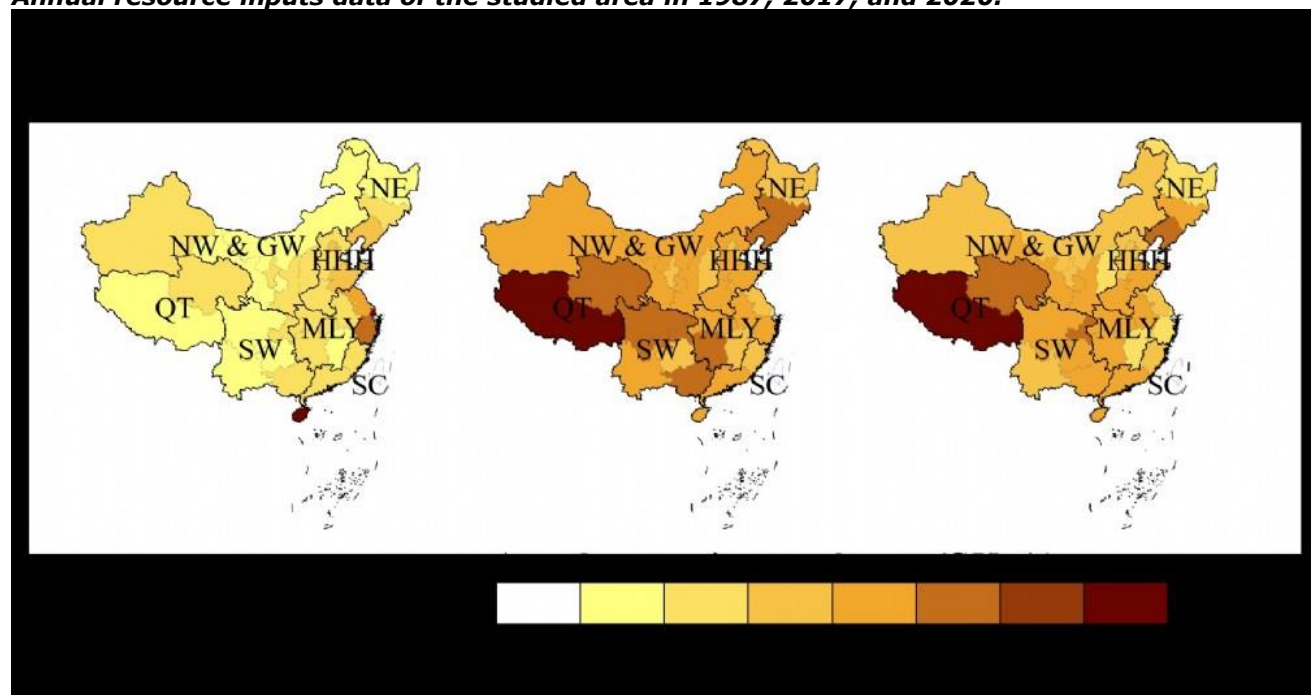 Annual resource inputs data of the studied area in 1987, 2017, and 2020.
NE NE NE
NW & GW HHH NW & GW HHH NW & GW HHH
QT MLY QT MLY QT MLY
SW SW SW
SC SC SC